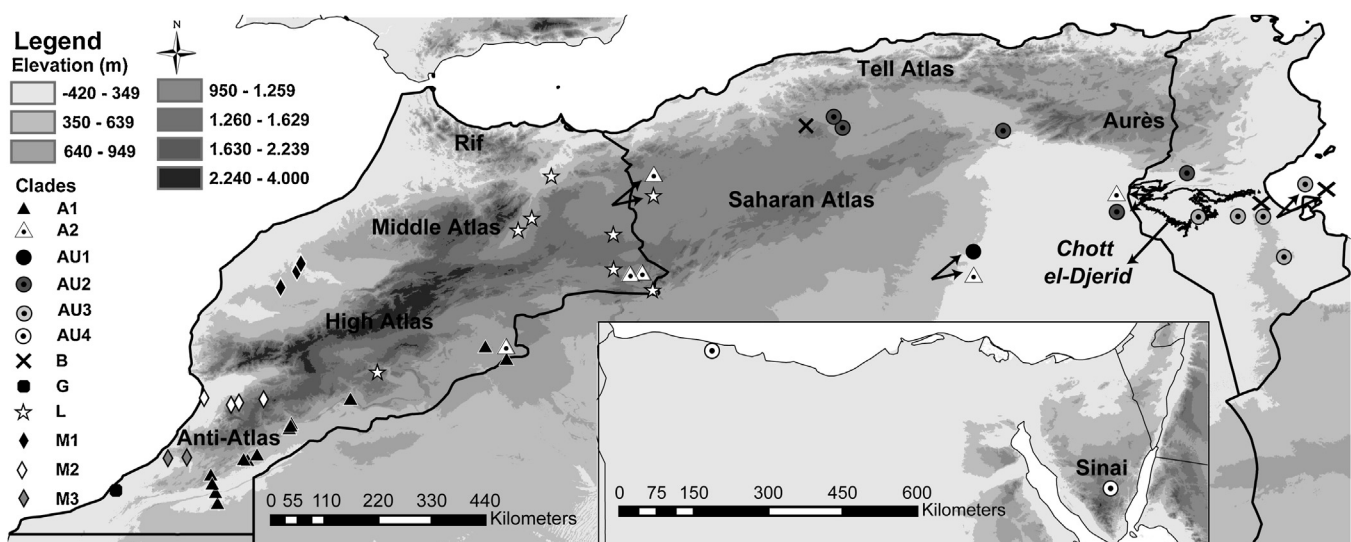 Legend
N
Elevation (m)
-420 - 349
350 - 639
640 - 949
950 - 1.259
1.260 - 1.629
1.630 - 2.239
2.240 - 4.000
Clades
A1
A2
AU1
AU2
AU3
AU4
B
G
L
M1
M2
M3
Tell Atlas
Aurès
Rif
Saharan Atlas
Middle Atlas
Chott
el-Djerid
High Atlas
Anti-Atlas
Sinai
0 55 110 220 330 440
Kilometers
0 75 150 300 450 600
Kilometers